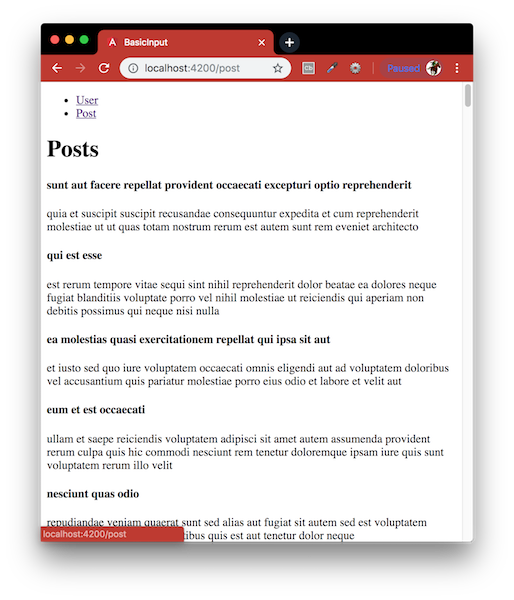 BasicInput
localhost:4200/post
Paused
User
Post
Posts
sunt aut facere repellat provident occaecati excepturi optio reprehenderit
quia et suscipit suscipit recusandae consequuntur expedita et cum reprehenderit
molestiae ut ut quas totam nostrum rerum est autem sunt rem eveniet architecto
qui est esse
est rerum tempore vitae sequi sint nihil reprehenderit dolor beatae ea dolores neque
fugiat blanditiis voluptate porro vel nihil molestiae ut reiciendis qui aperiam non
debitis possimus qui neque nisi nulla
ea molestias quasi exercitationem repellat qui ipsa sit aut
et iusto sed quo iure voluptatem occaecati omnis eligendi aut ad voluptatem doloribus
vel accusantium quis pariatur molestiae porro eius odio et labore et velit aut
eum et est occaecati
ullam et saepe reiciendis voluptatem adipisci sit amet autem assumenda provident
rerum culpa quis hic commodi nesciunt rem tenetur doloremque ipsam iure quis sunt
voluptatem rerum illo velit
nesciunt quas odio
repudiandae veniam quaerat sunt sed alias aut fugiat sit autem sed est voluptatem
quis est aut tenetur dolor neque
localhost:4200/post